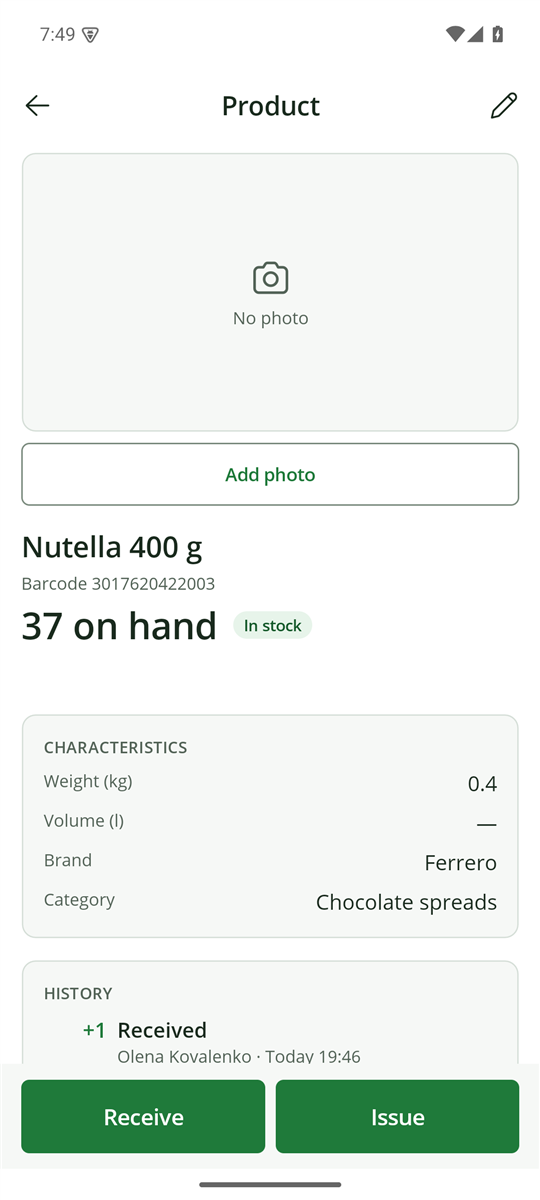 7:49
Product
No photo
Add photo
Nutella 400 g
Barcode 3017620422003
37 on hand In stock
CHARACTERISTICS
Weight (kg) 0.4
Volume (l) —
Brand Ferrero
Category Chocolate spreads
HISTORY
+1 Received
Olena Kovalenko · Today 19:46
Receive Issue